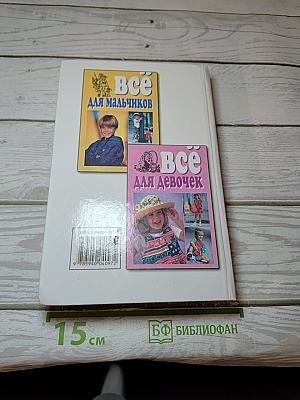 всё
для мальчиков
всё
для девочек
15 см
БФ БИБЛИОФАН